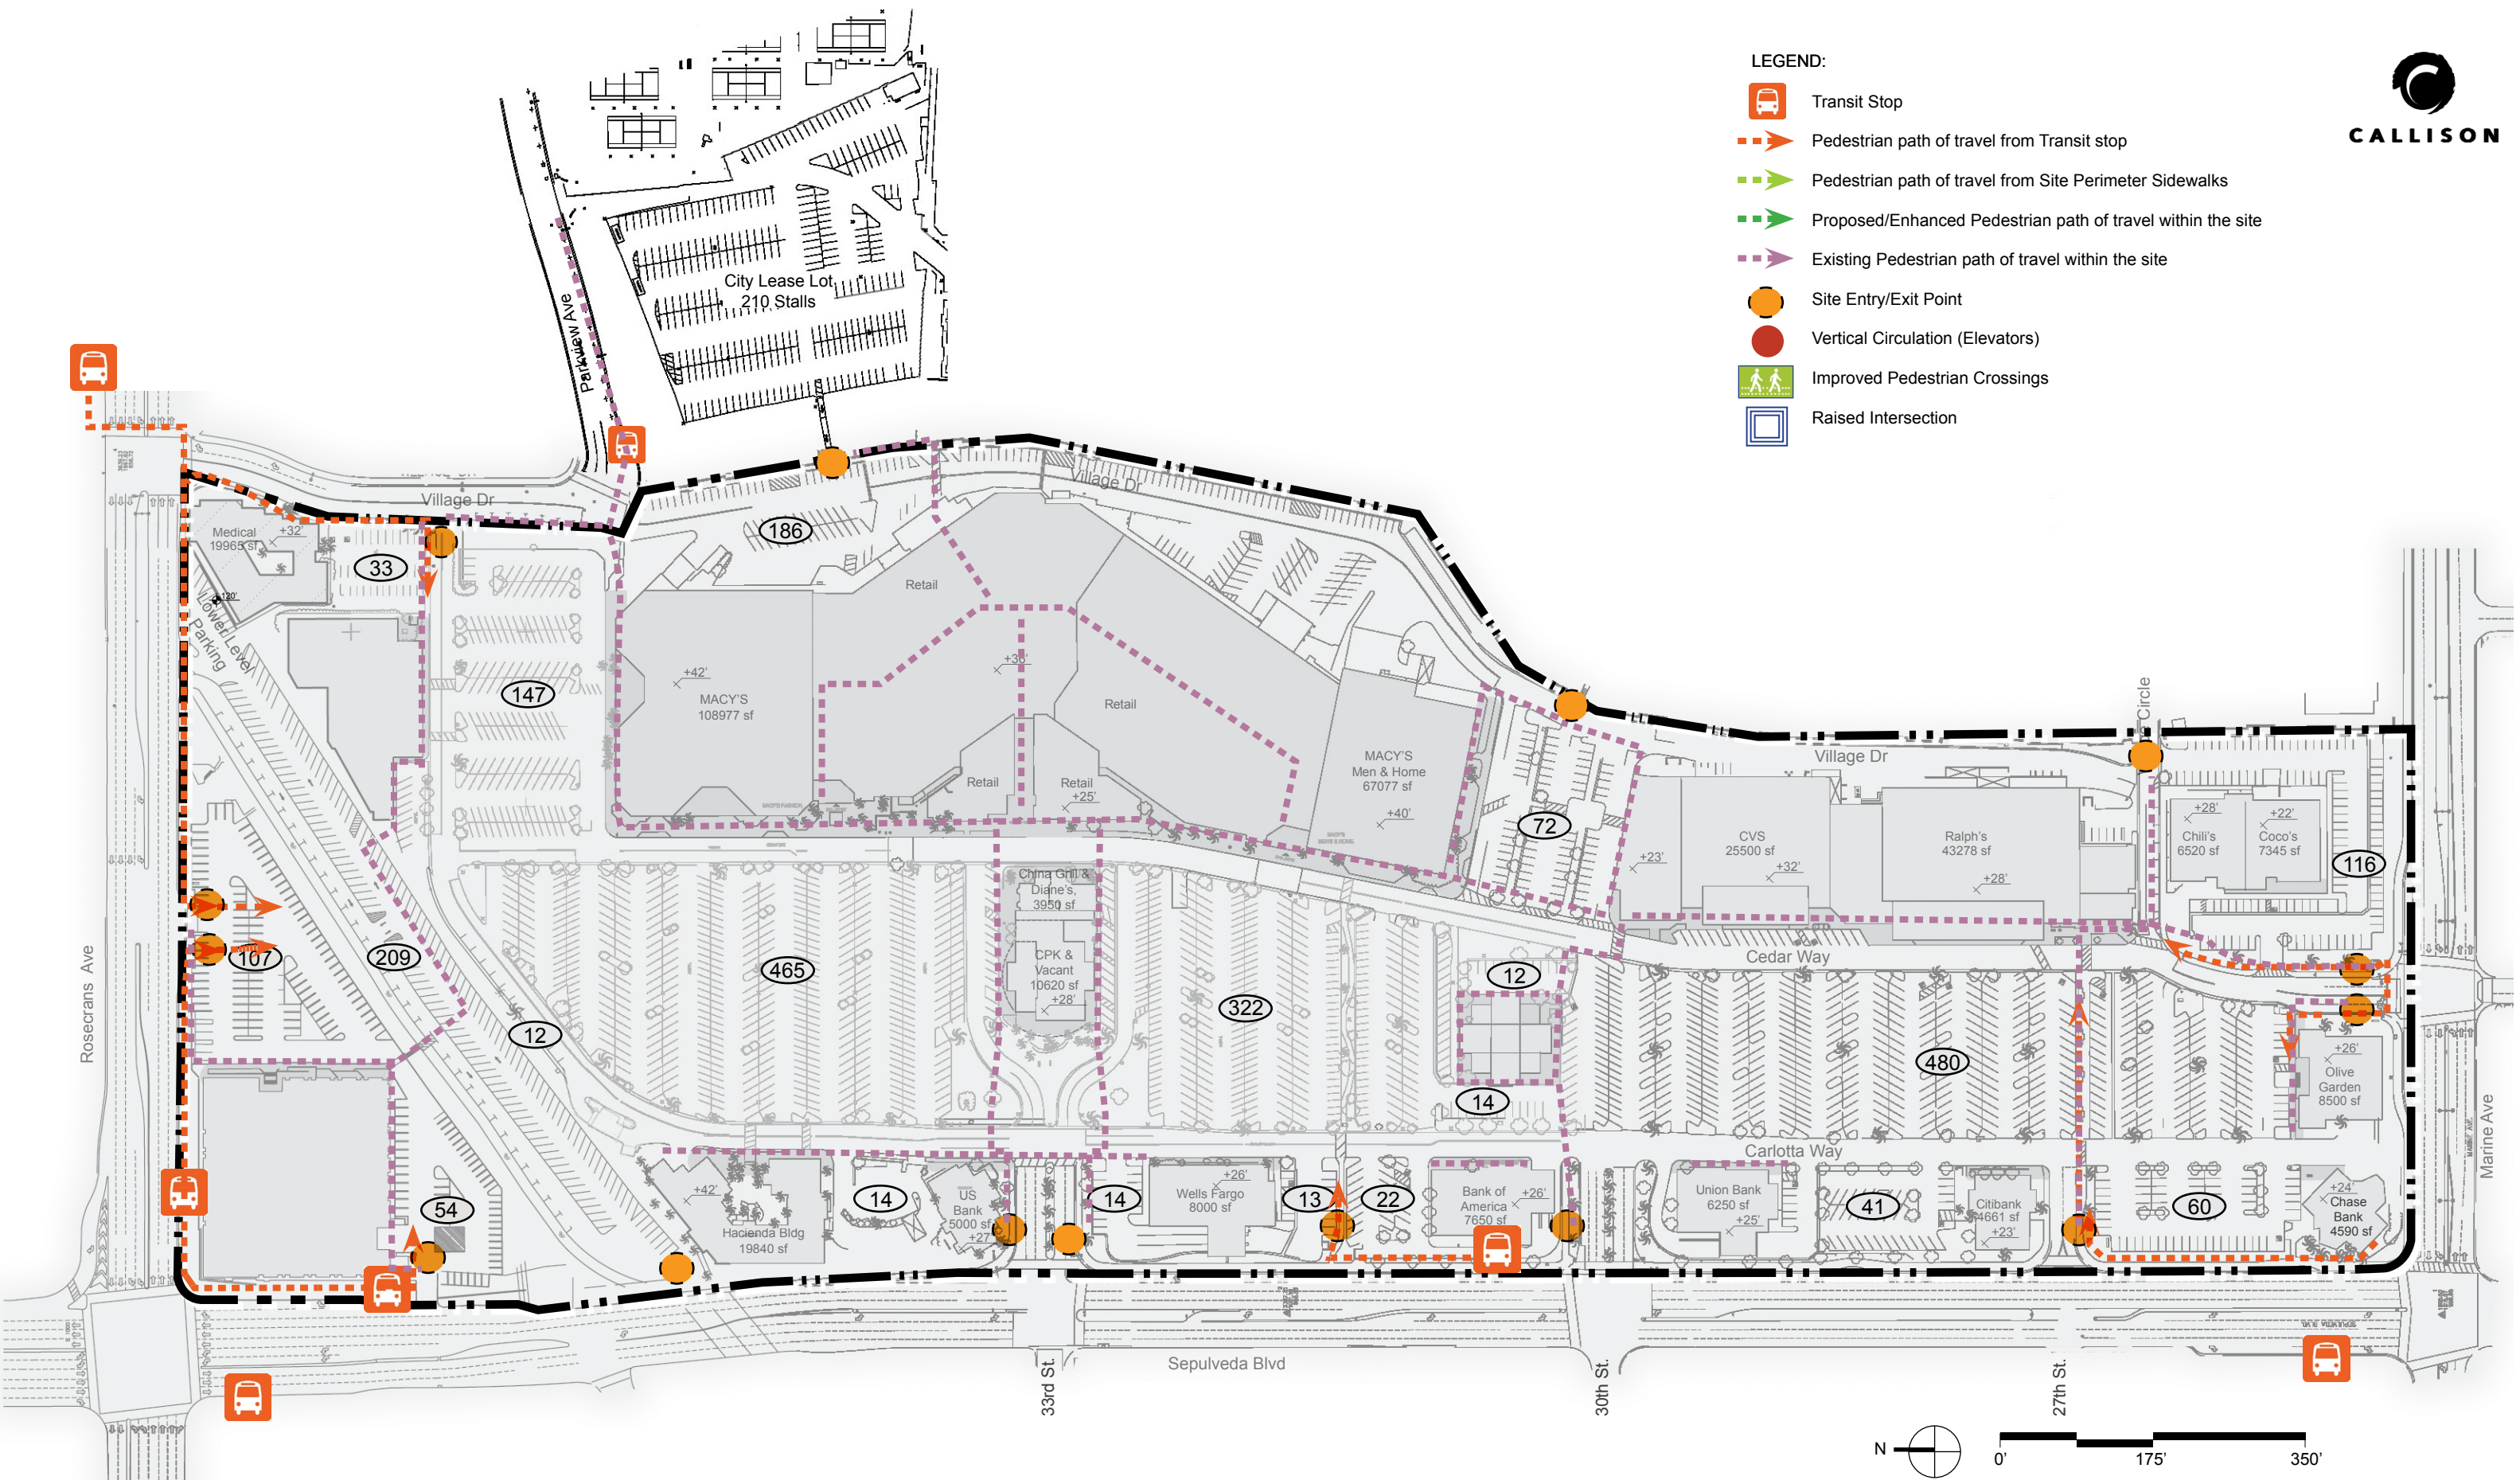 LEGEND:
Transit Stop
Pedestrian path of travel from Transit stop
Pedestrian path of travel from Site Perimeter Sidewalks
Proposed/Enhanced Pedestrian path of travel within the site
Existing Pedestrian path of travel within the site
Site Entry/Exit Point
Vertical Circulation (Elevators)
Improved Pedestrian Crossings
Raised Intersection
CALLISON
City Lease Lot
210 Stalls
Parkview Ave
Village Dr
Village Dr
Village Dr
Circle
Medical
19965 sf
+32'
120'
Lower Level
Parking
33
147
186
Retail
+42'
MACY'S
108977 sf
+36'
Retail
Retail
Retail
+25'
MACY'S
Men & Home
67077 sf
+40'
72
+23'
CVS
25500 sf
+32'
Ralph's
43278 sf
+28'
+28'
Chili's
6520 sf
+22'
Coco's
7345 sf
116
China Grill &
Diane's,
3950 sf
CPK &
Vacant
10620 sf
+28'
107
209
12
465
322
12
14
480
Cedar Way
Carlotta Way
+26'
Olive
Garden
8500 sf
54
+42'
Hacienda Bldg
19840 sf
14
US
Bank
5000 sf
+27'
14
+26'
Wells Fargo
8000 sf
13
22
Bank of
America
7650 sf
+26'
Union Bank
6250 sf
+25'
41
Citibank
4661 sf
+23'
60
+24'
Chase
Bank
4590 sf
Rosecrans Ave
Marine Ave
Sepulveda Blvd
33rd St.
30th St.
27th St.
N
0'
175'
350'